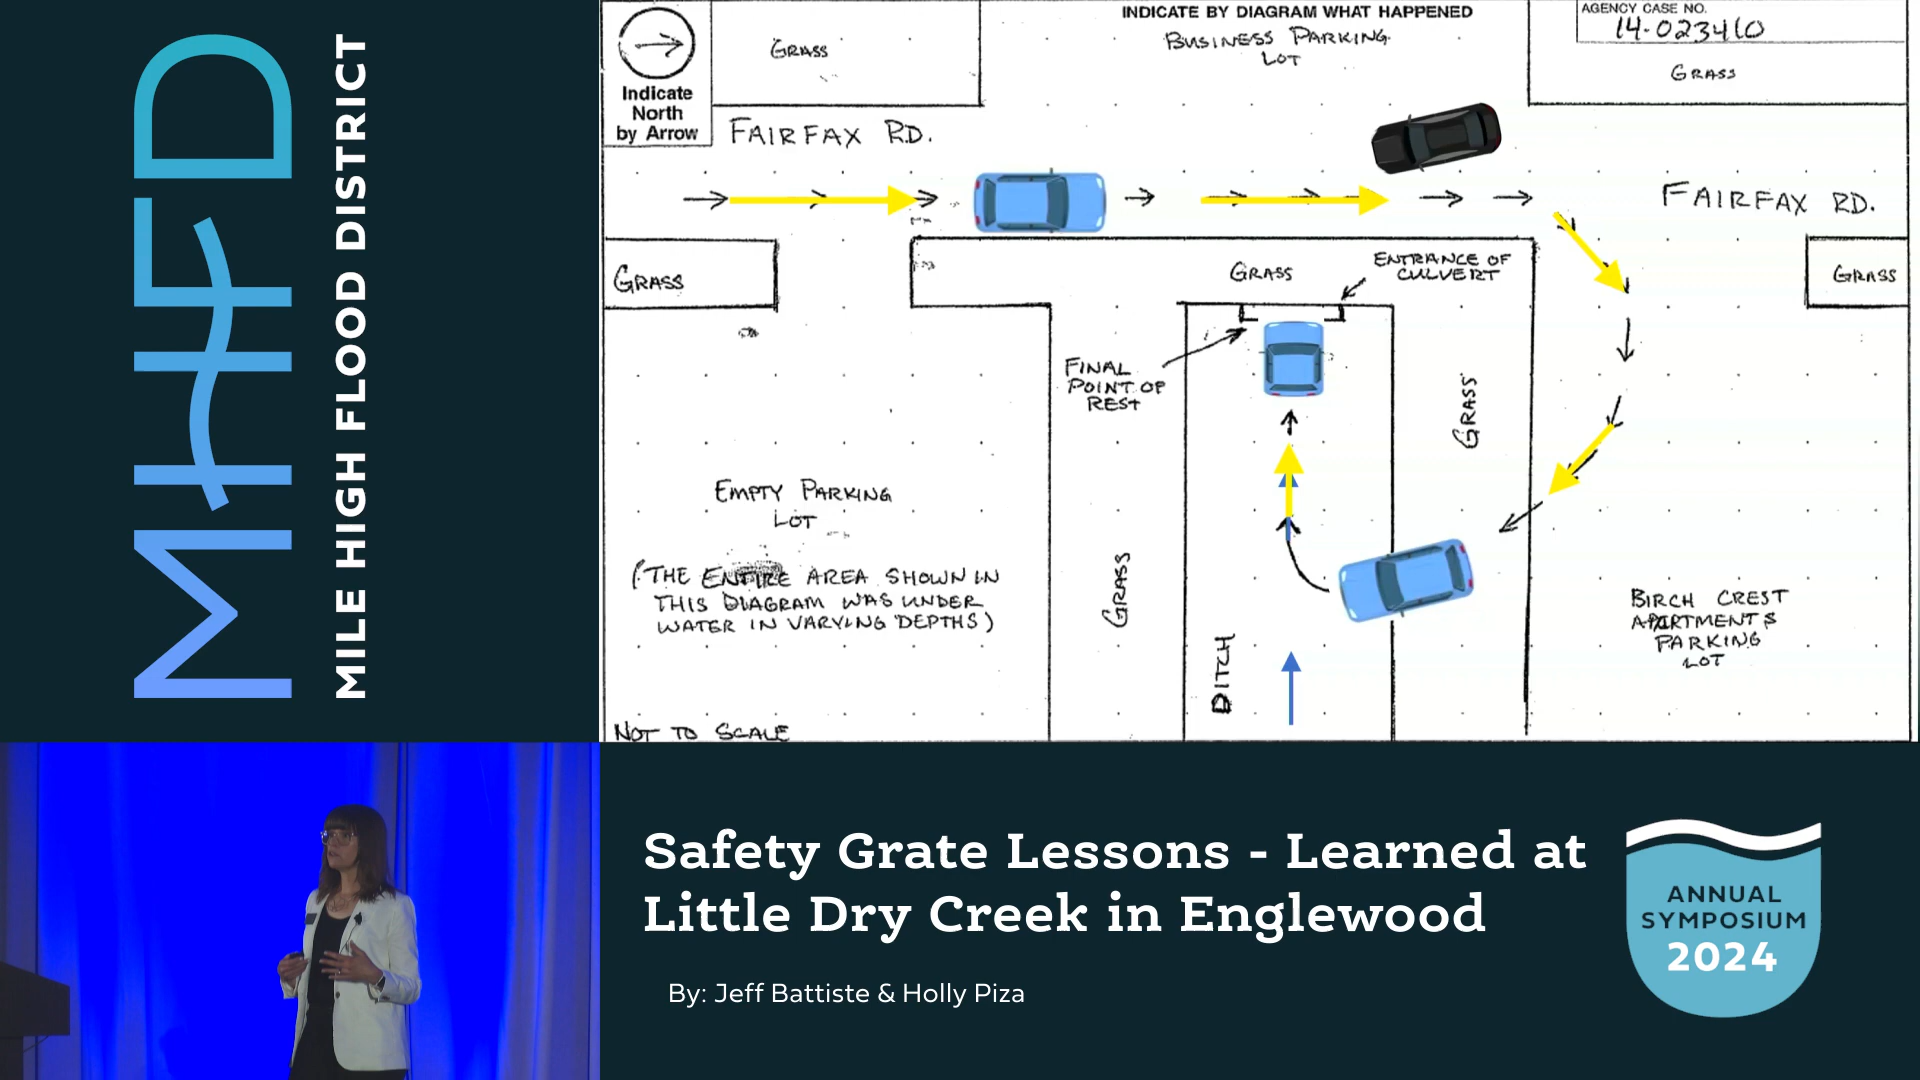 MHFD
MILE HIGH FLOOD DISTRICT
INDICATE BY DIAGRAM WHAT HAPPENED
AGENCY CASE NO.
14-023410
Indicate
North
by Arrow
GRASS
BUSINESS PARKING
LOT
GRASS
FAIRFAX RD.
FAIRFAX RD.
GRASS
GRASS
ENTRANCE OF
CULVERT
GRASS
FINAL
POINT OF
REST
GRASS
EMPTY PARKING
LOT
(THE ENTIRE AREA SHOWN IN
THIS DIAGRAM WAS UNDER
WATER IN VARYING DEPTHS)
GRASS
DITCH
BIRCH CREST
APARTMENTS
PARKING
LOT
NOT TO SCALE
Safety Grate Lessons - Learned at
Little Dry Creek in Englewood
By: Jeff Battiste & Holly Piza
ANNUAL
SYMPOSIUM
2024